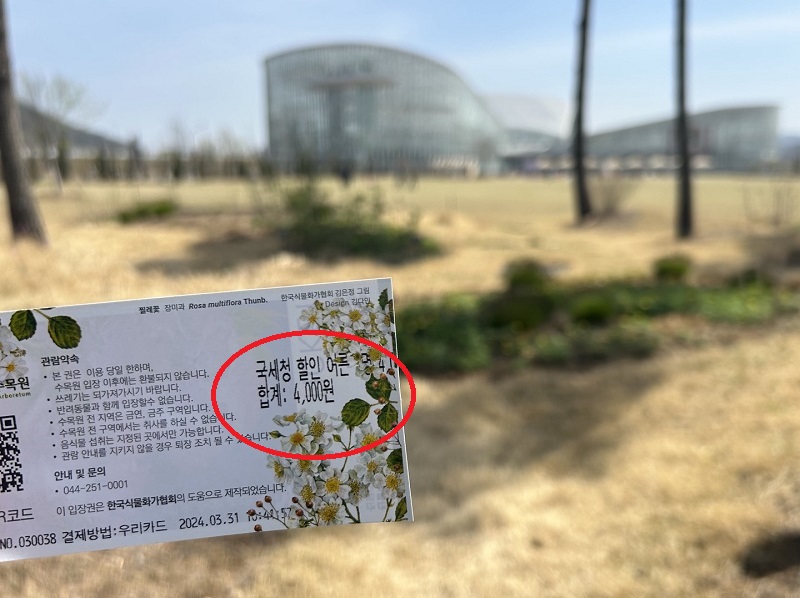 찔레꽃 장미과 Rosa multiflora Thunb.
한국식물화가협회 김은정 그림
Design 김다인
수목원
arboretum
관람약속
• 본 권은 이용 당일 한하며,
수목원 입장 이후에는 환불되지 않습니다.
• 쓰레기는 되가져가시기 바랍니다.
• 반려동물과 함께 입장할수 없습니다.
• 수목원 전 지역은 금연, 금주 구역입니다.
• 수목원 전 구역에서는 취사를 하실 수 없습니다.
• 음식물 섭취는 지정된 곳에서만 가능합니다.
• 관람 안내를 지키지 않을 경우 퇴장 조치 될 수 있습니다.
국세청 할인 어른
합계: 4,000원
안내 및 문의
• 044-251-0001
이 입장권은 한국식물화가협회의 도움으로 제작되었습니다.
R코드
NO.030038 결제방법:우리카드 2024.03.31 10:41:57